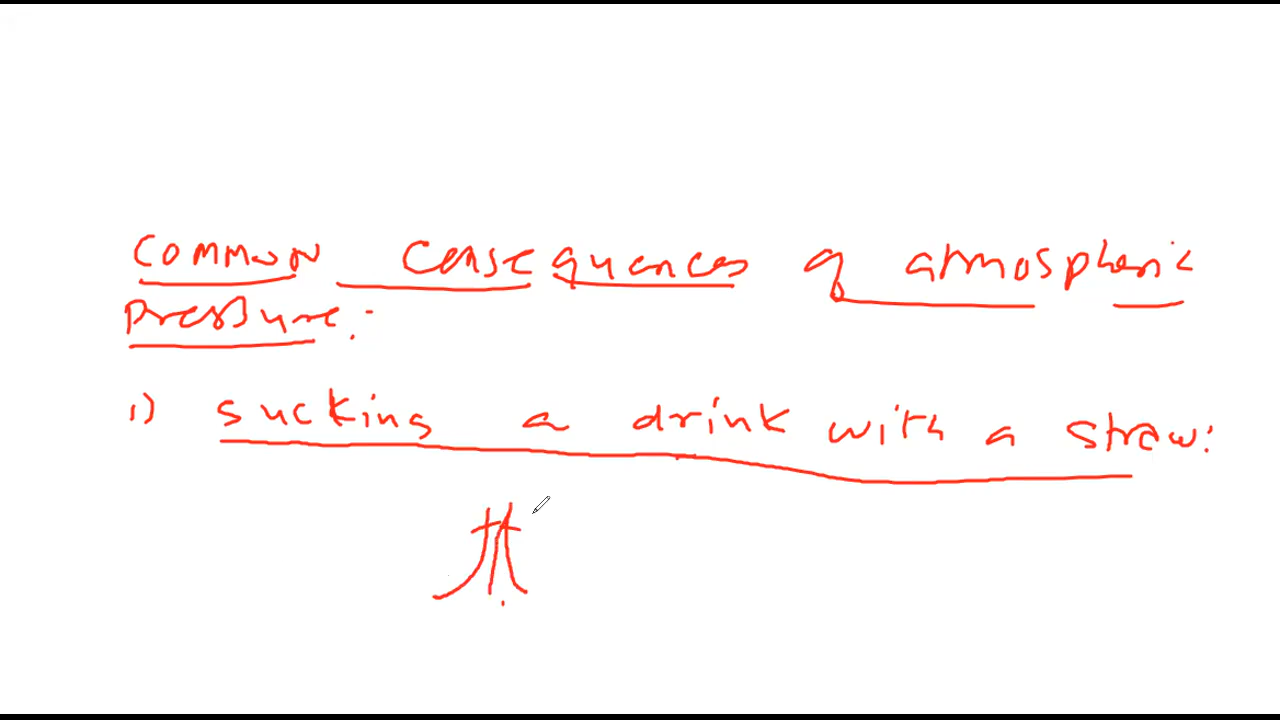 COMMON Consequences of atmospheric
pressure:-
1) sucking a drink with a straw: